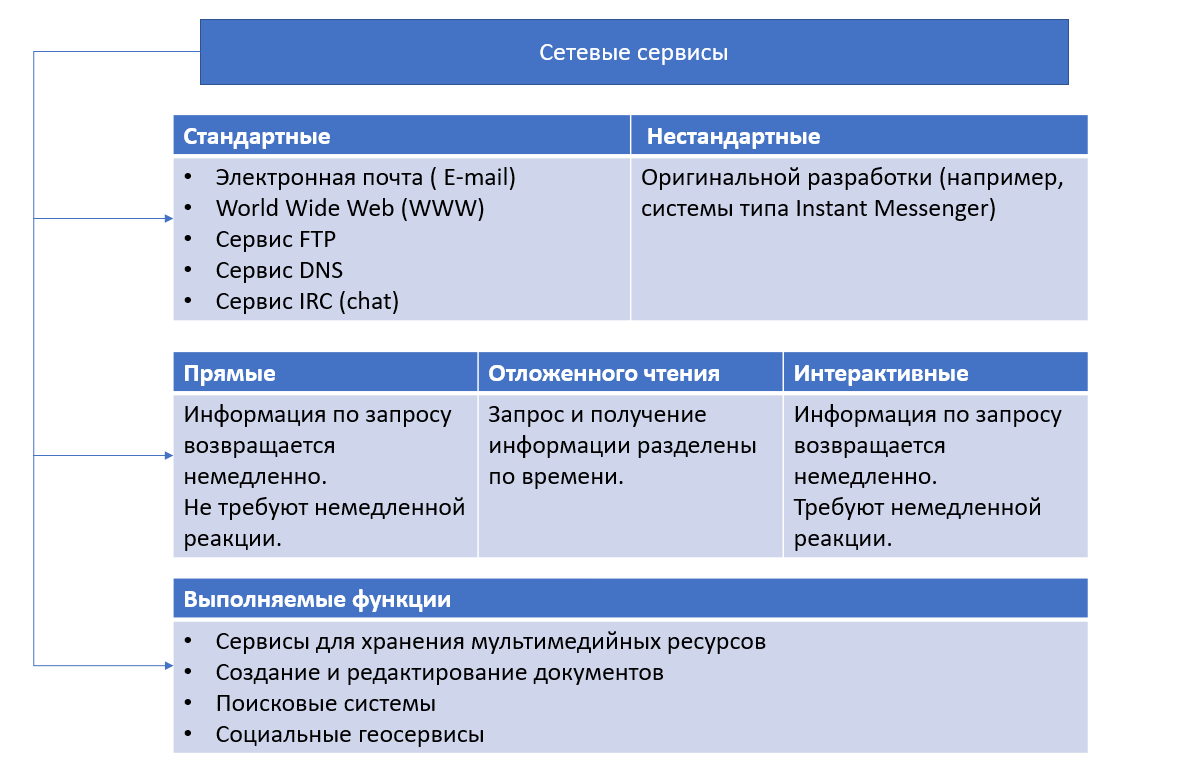 Сетевые сервисы
Стандартные
Нестандартные
• Электронная почта ( E-mail)
• World Wide Web (WWW)
• Сервис FTP
• Сервис DNS
• Сервис IRC (chat)
Оригинальной разработки (например,
системы типа Instant Messenger)
Прямые
Отложенного чтения
Интерактивные
Информация по запросу
возвращается
немедленно.
Не требуют немедленной
реакции.
Запрос и получение
информации разделены
по времени.
Информация по запросу
возвращается
немедленно.
Требуют немедленной
реакции.
Выполняемые функции
• Сервисы для хранения мультимедийных ресурсов
• Создание и редактирование документов
• Поисковые системы
• Социальные геосервисы